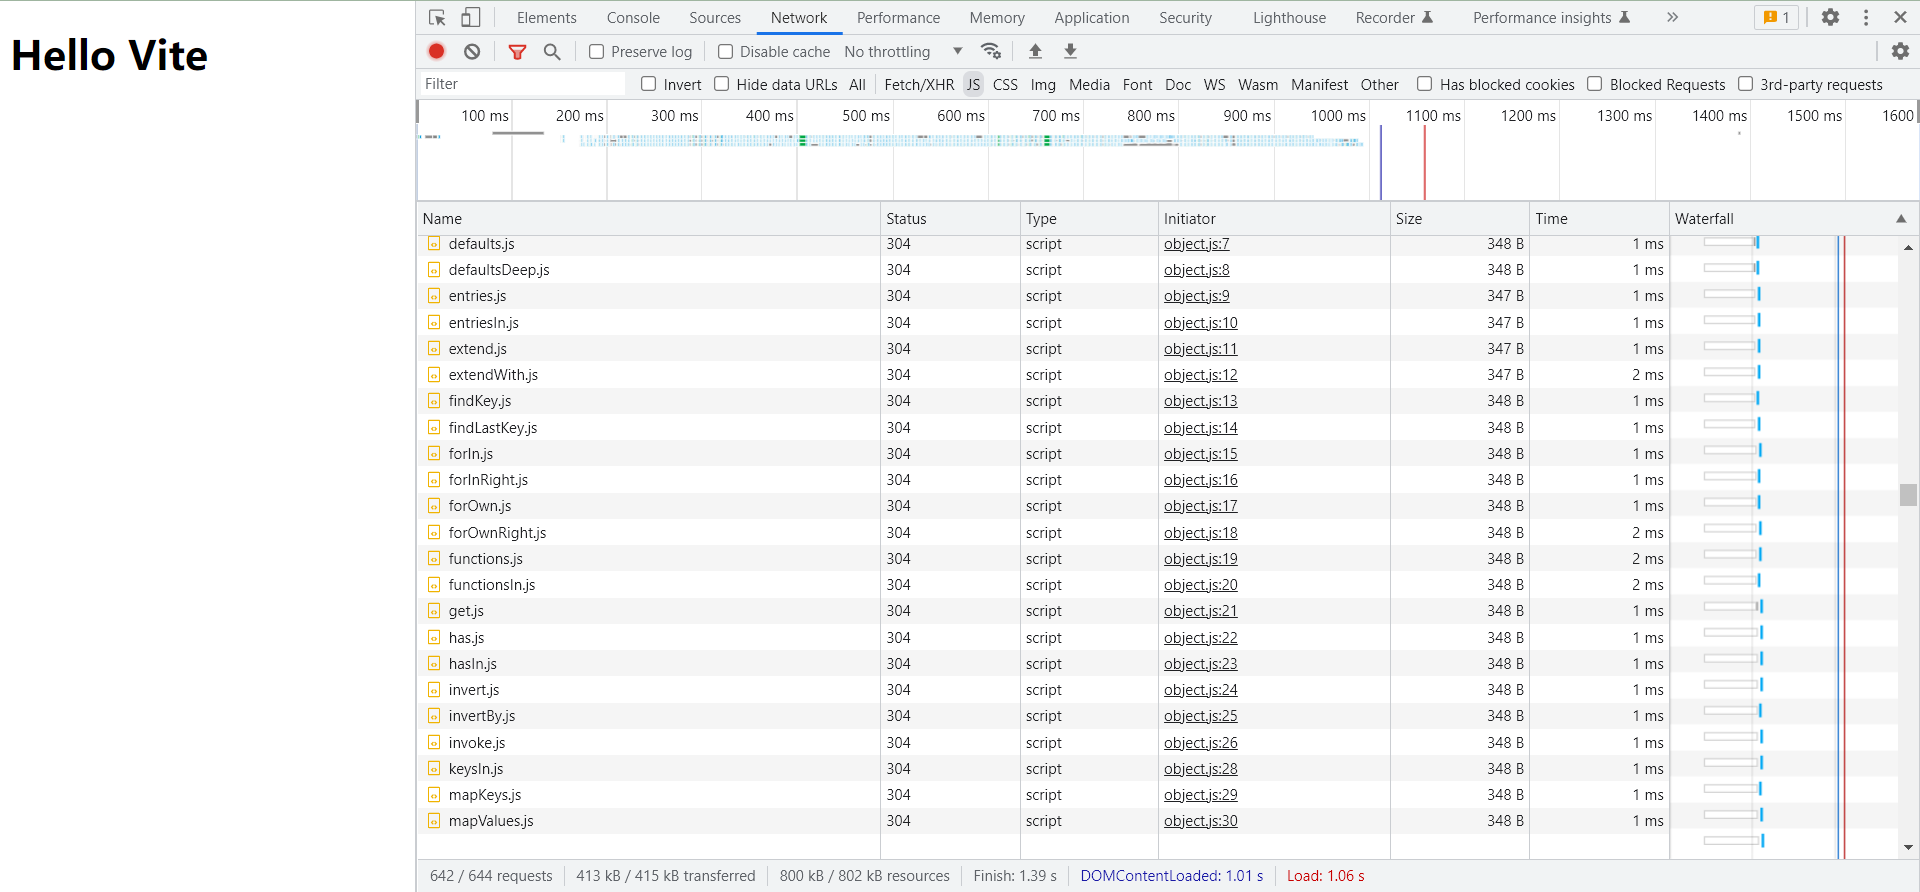 Hello Vite
Elements Console Sources Network Performance Memory Application Security Lighthouse Recorder Performance insights 1
Preserve log Disable cache No throttling
Filter Invert Hide data URLs All Fetch/XHR JS CSS Img Media Font Doc WS Wasm Manifest Other Has blocked cookies Blocked Requests 3rd-party requests
100 ms 200 ms 300 ms 400 ms 500 ms 600 ms 700 ms 800 ms 900 ms 1000 ms 1100 ms 1200 ms 1300 ms 1400 ms 1500 ms 1600
Name Status Type Initiator Size Time Waterfall
defaults.js 304 script object.js:7 348 B 1 ms
defaultsDeep.js 304 script object.js:8 348 B 1 ms
entries.js 304 script object.js:9 347 B 1 ms
entriesIn.js 304 script object.js:10 347 B 1 ms
extend.js 304 script object.js:11 347 B 1 ms
extendWith.js 304 script object.js:12 347 B 2 ms
findKey.js 304 script object.js:13 348 B 1 ms
findLastKey.js 304 script object.js:14 348 B 1 ms
forIn.js 304 script object.js:15 348 B 1 ms
forInRight.js 304 script object.js:16 348 B 1 ms
forOwn.js 304 script object.js:17 348 B 1 ms
forOwnRight.js 304 script object.js:18 348 B 2 ms
functions.js 304 script object.js:19 348 B 2 ms
functionsIn.js 304 script object.js:20 348 B 2 ms
get.js 304 script object.js:21 348 B 1 ms
has.js 304 script object.js:22 348 B 1 ms
hasIn.js 304 script object.js:23 348 B 1 ms
invert.js 304 script object.js:24 348 B 1 ms
invertBy.js 304 script object.js:25 348 B 1 ms
invoke.js 304 script object.js:26 348 B 1 ms
keysIn.js 304 script object.js:28 348 B 1 ms
mapKeys.js 304 script object.js:29 348 B 1 ms
mapValues.js 304 script object.js:30 348 B 1 ms
642 / 644 requests 413 kB / 415 kB transferred 800 kB / 802 kB resources Finish: 1.39 s DOMContentLoaded: 1.01 s Load: 1.06 s